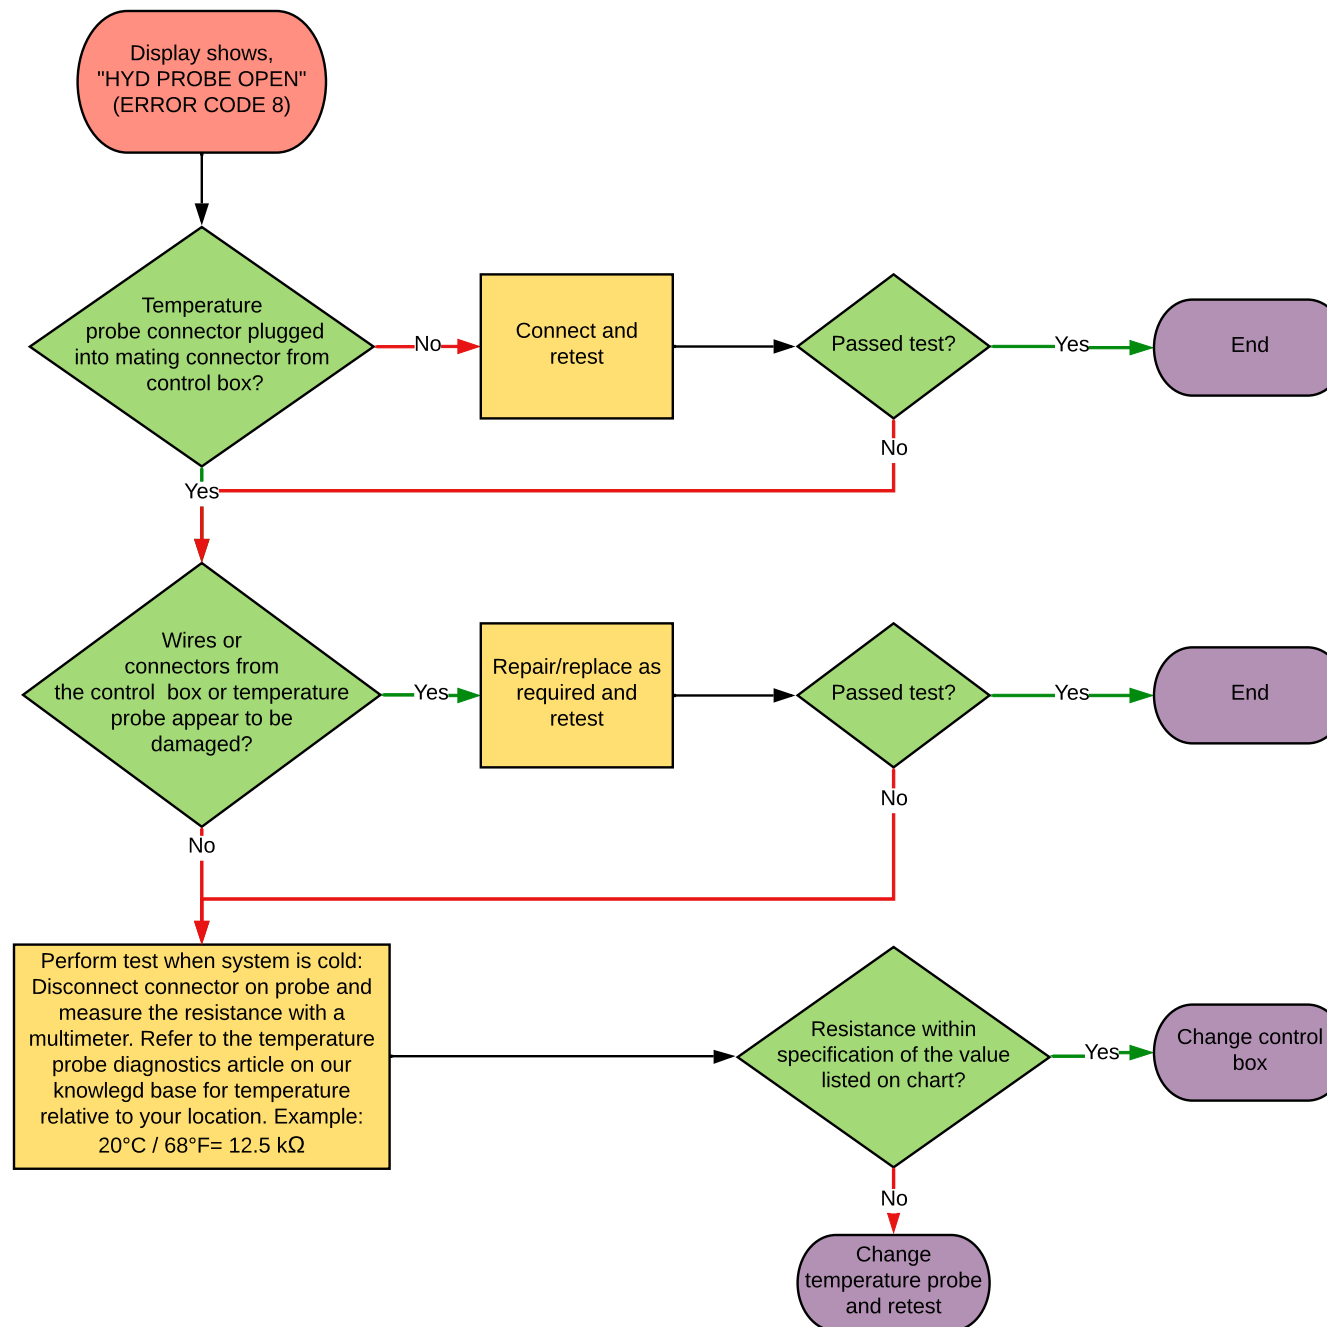 Display shows,
"HYD PROBE OPEN"
(ERROR CODE 8)
Temperature
probe connector plugged
into mating connector from
control box?
No
Connect and
retest
Passed test?
Yes
End
No
Yes
Wires or
connectors from
the control  box or temperature
probe appear to be
damaged?
Yes
Repair/replace as
required and
retest
Passed test?
Yes
End
No
No
Perform test when system is cold:
Disconnect connector on probe and
measure the resistance with a
multimeter. Refer to the temperature
probe diagnostics article on our
knowlegd base for temperature
relative to your location. Example:
20°C / 68°F= 12.5 kΩ
Resistance within
specification of the value
listed on chart?
Yes
Change control
box
No
Change
temperature probe
and retest